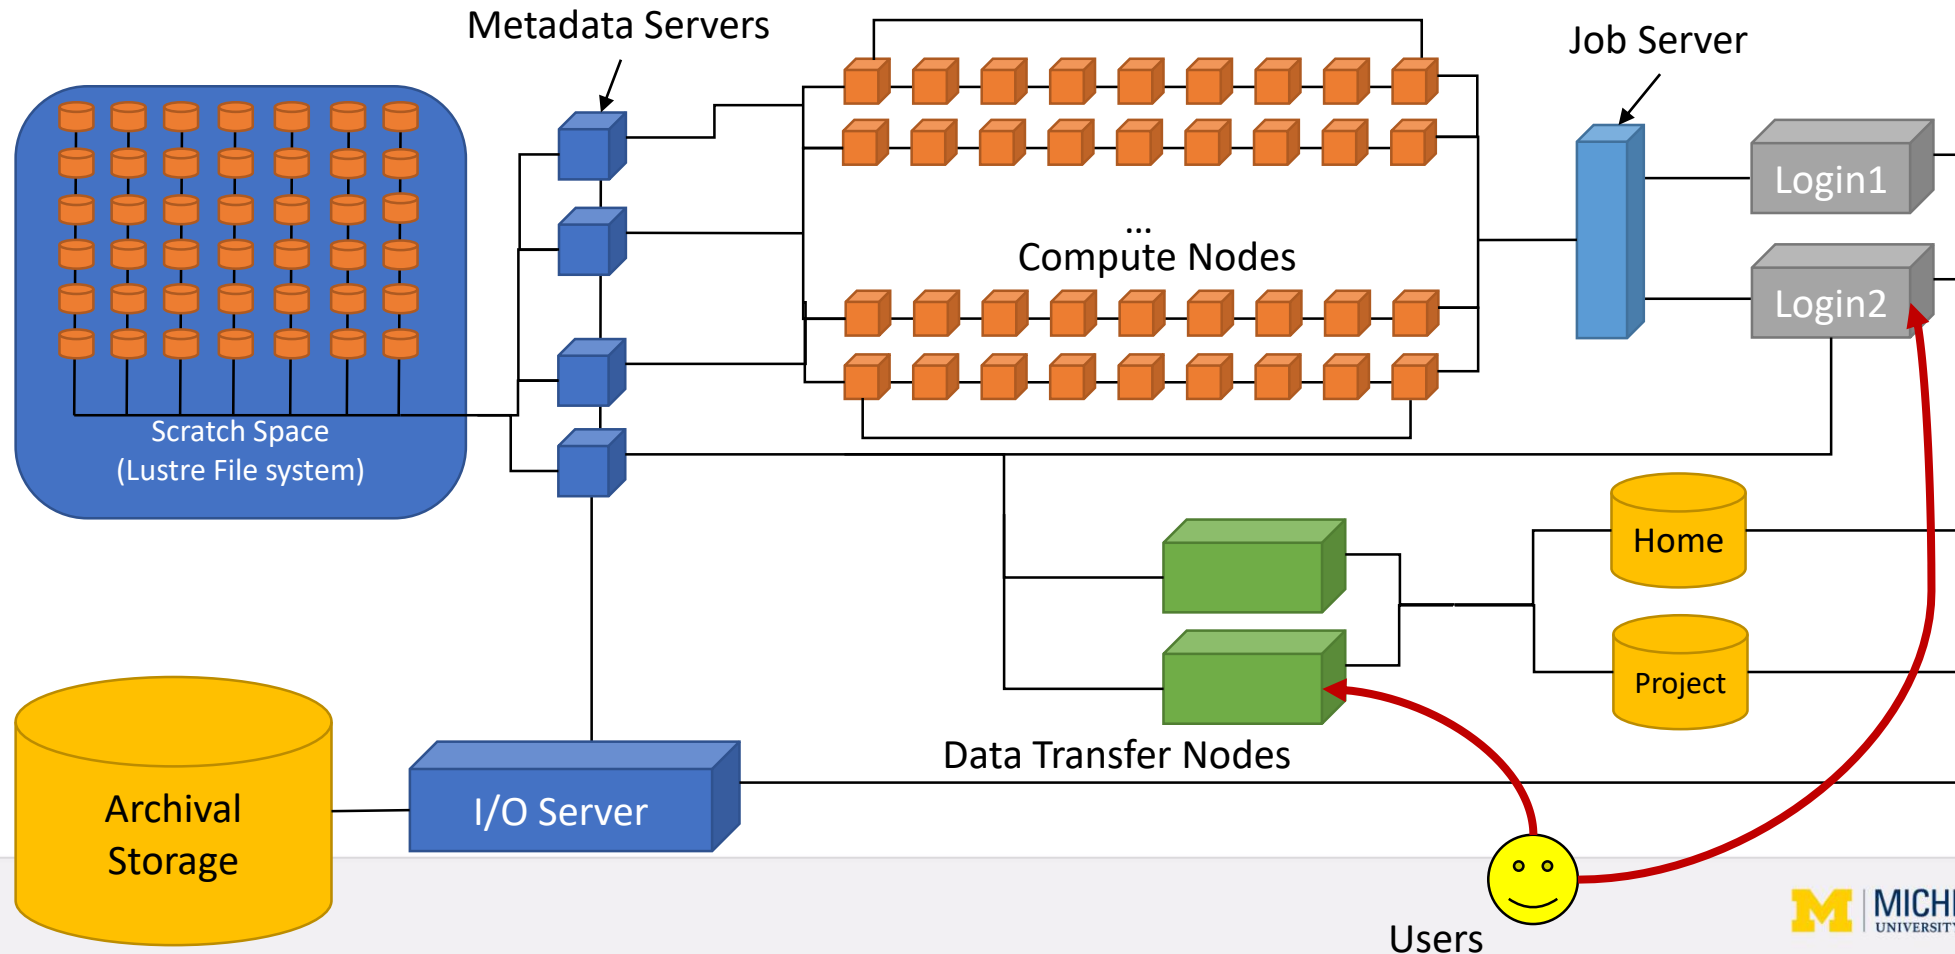 Metadata Servers
Job Server
Login1
...
Compute Nodes
Login2
Scratch Space
(Lustre File system)
Home
Project
Data Transfer Nodes
Archival
Storage
I/O Server
Users
M
UNIVERSITY